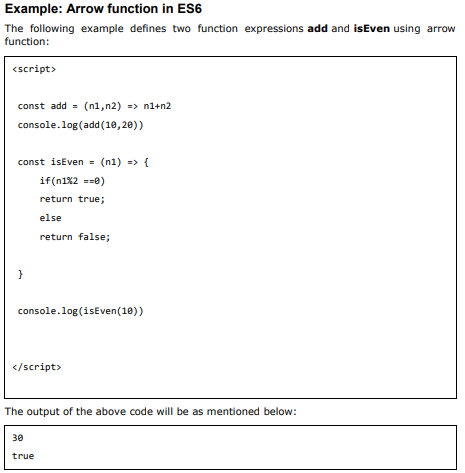 Example: Arrow function in ES6
The following example defines two function expressions add and isEven using arrow
function:
<script>
const add = (n1,n2) => n1+n2
console.log(add(10,20))
const isEven = (n1) => {
if(n1%2 ==0)
return true;
else
return false;
}
console.log(isEven(10))
</script>
The output of the above code will be as mentioned below:
30
true